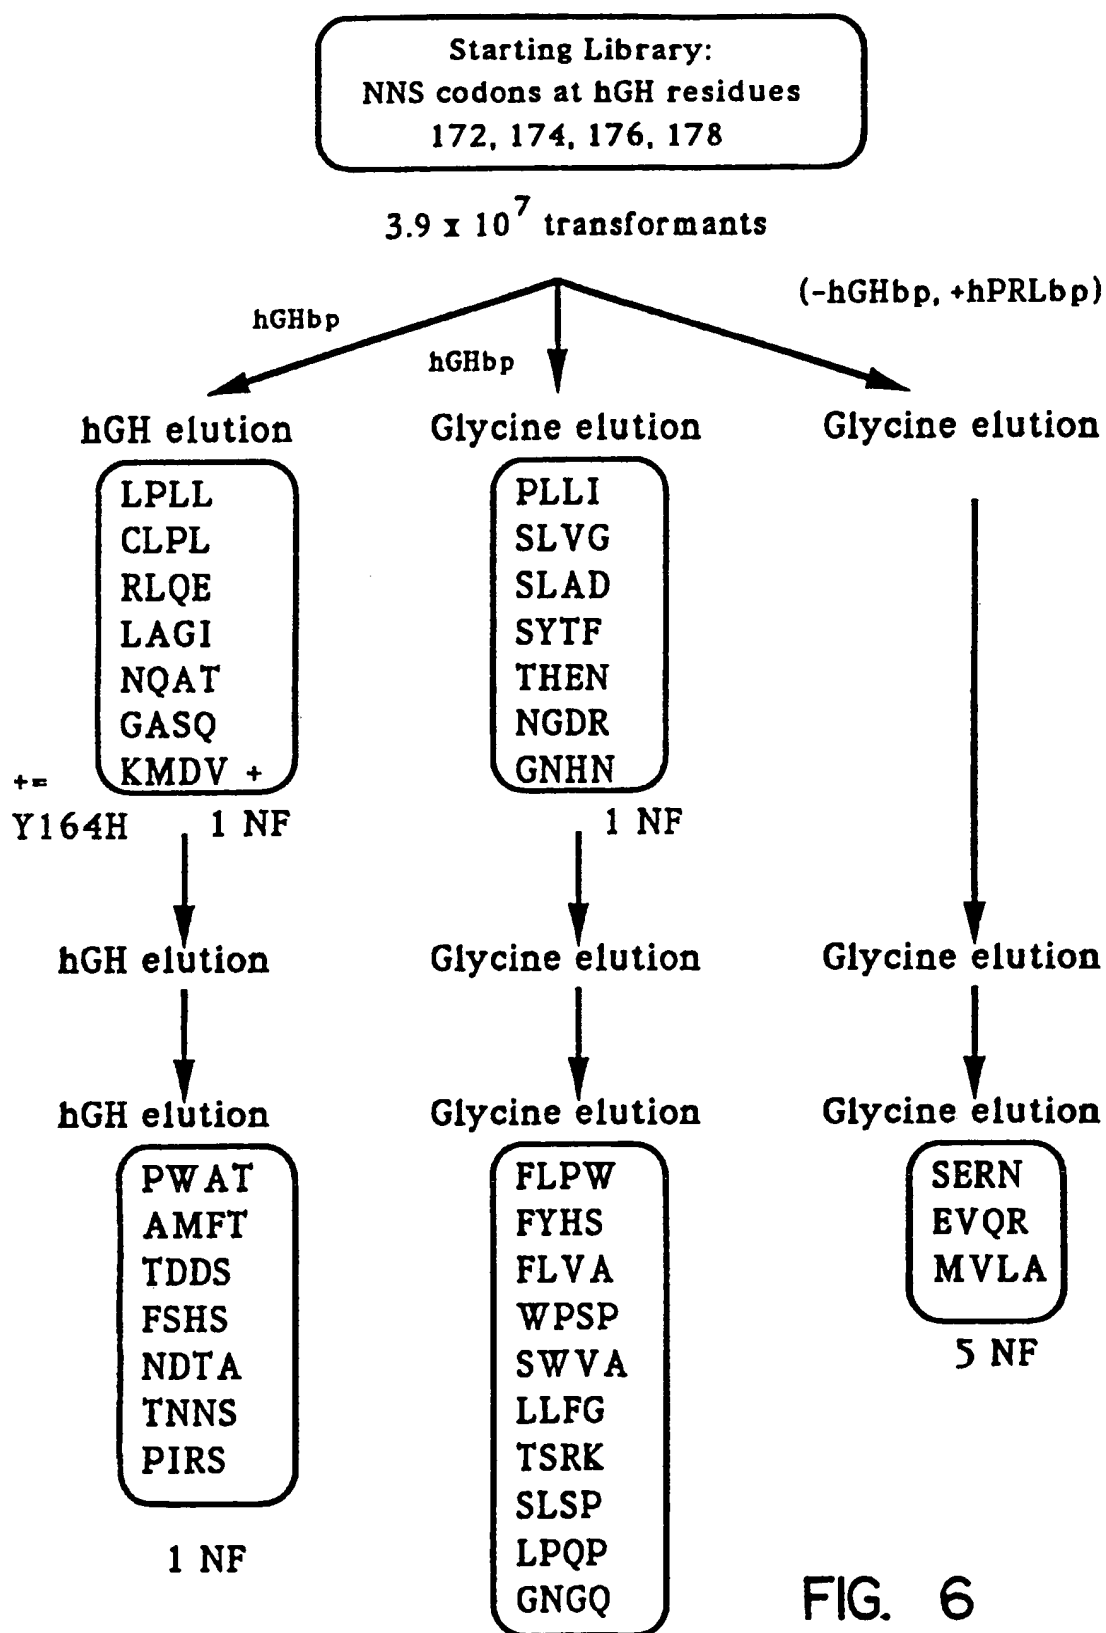 Starting Library:
NNS codons at hGH residues
172, 174, 176, 178
3.9 x 10^7 transformants
(-hGHbp, +hPRLbp)
hGHbp
hGHbp
hGH elution
LPLL
CLPL
RLQE
LAGI
NQAT
GASQ
KMDV +
+=
Y164H
1 NF
Glycine elution
PLLI
SLVG
SLAD
SYTF
THEN
NGDR
GNHN
1 NF
Glycine elution
hGH elution
Glycine elution
Glycine elution
hGH elution
PWAT
AMFT
TDDS
FSHS
NDTA
TNNS
PIRS
1 NF
Glycine elution
FLPW
FYHS
FLVA
WPSP
SWVA
LLFG
TSRK
SLSP
LPQP
GNGQ
Glycine elution
SERN
EVQR
MVLA
5 NF
FIG. 6